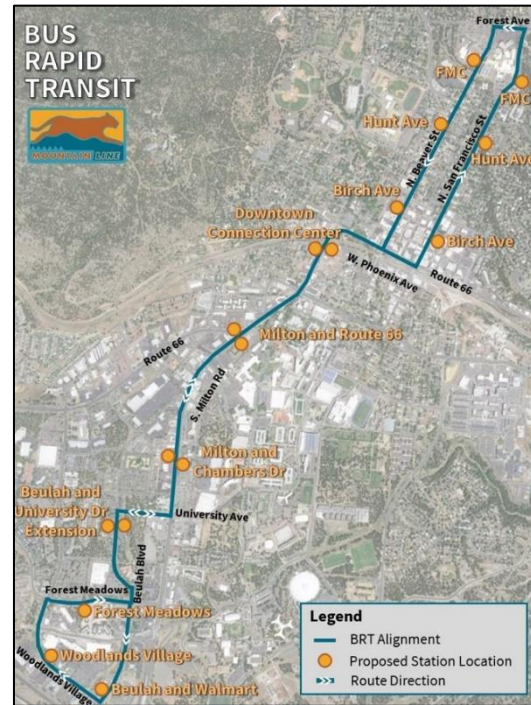 BUS
RAPID
TRANSIT
MOUNTAIN LINE
Forest Ave
FMC
FMC
Hunt Ave
Hunt Ave
N. Beaver St
N. San Francisco St
Birch Ave
Birch Ave
Downtown
Connection Center
W. Phoenix Ave
Route 66
Route 66
Milton and Route 66
S. Milton Rd
Milton and
Chambers Dr
Beulah and
University Dr
Extension
University Ave
Beulah Blvd
Forest Meadows
Forest Meadows
Woodlands Village
Woodlands Village
Beulah and Walmart
Legend
BRT Alignment
Proposed Station Location
Route Direction